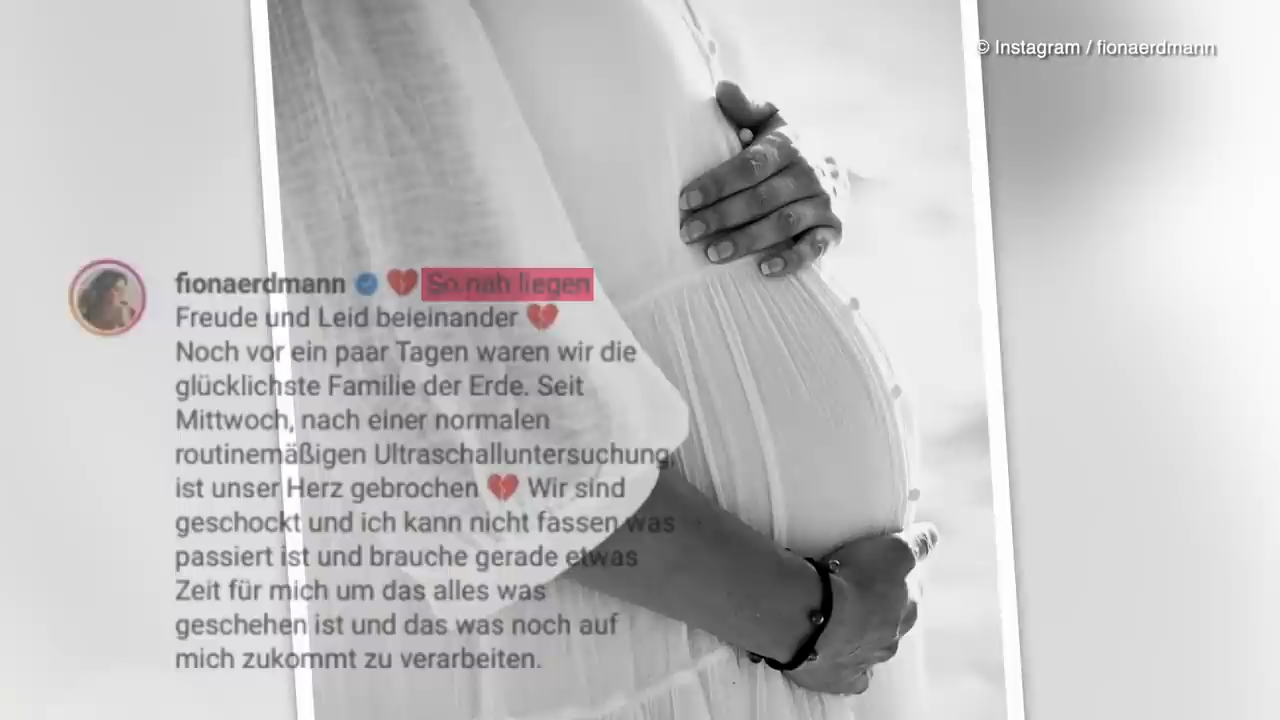 © Instagram / fionaerdmann
fionaerdmann 💔 So nah liegen
Freude und Leid beieinander 💔
Noch vor ein paar Tagen waren wir die
glücklichste Familie der Erde. Seit
Mittwoch, nach einer normalen
routinemäßigen Ultraschalluntersuchung,
ist unser Herz gebrochen 💔 Wir sind
geschockt und ich kann nicht fassen was
passiert ist und brauche gerade etwas
Zeit für mich um das alles was
geschehen ist und das was noch auf
mich zukommt zu verarbeiten.